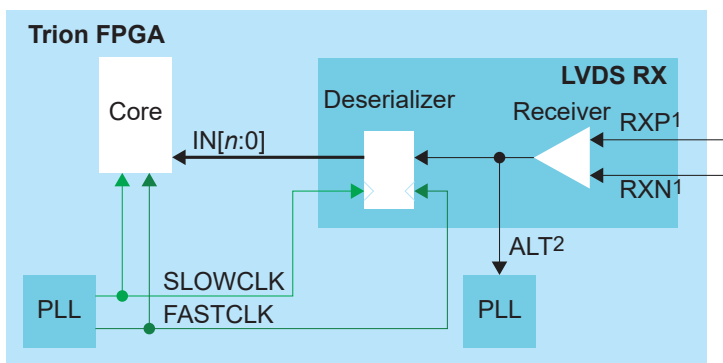 Trion FPGA
LVDS RX
Deserializer
Core
Receiver
RXP1
IN[n:0]
RXN1
ALT2
SLOWCLK
PLL
PLL
FASTCLK